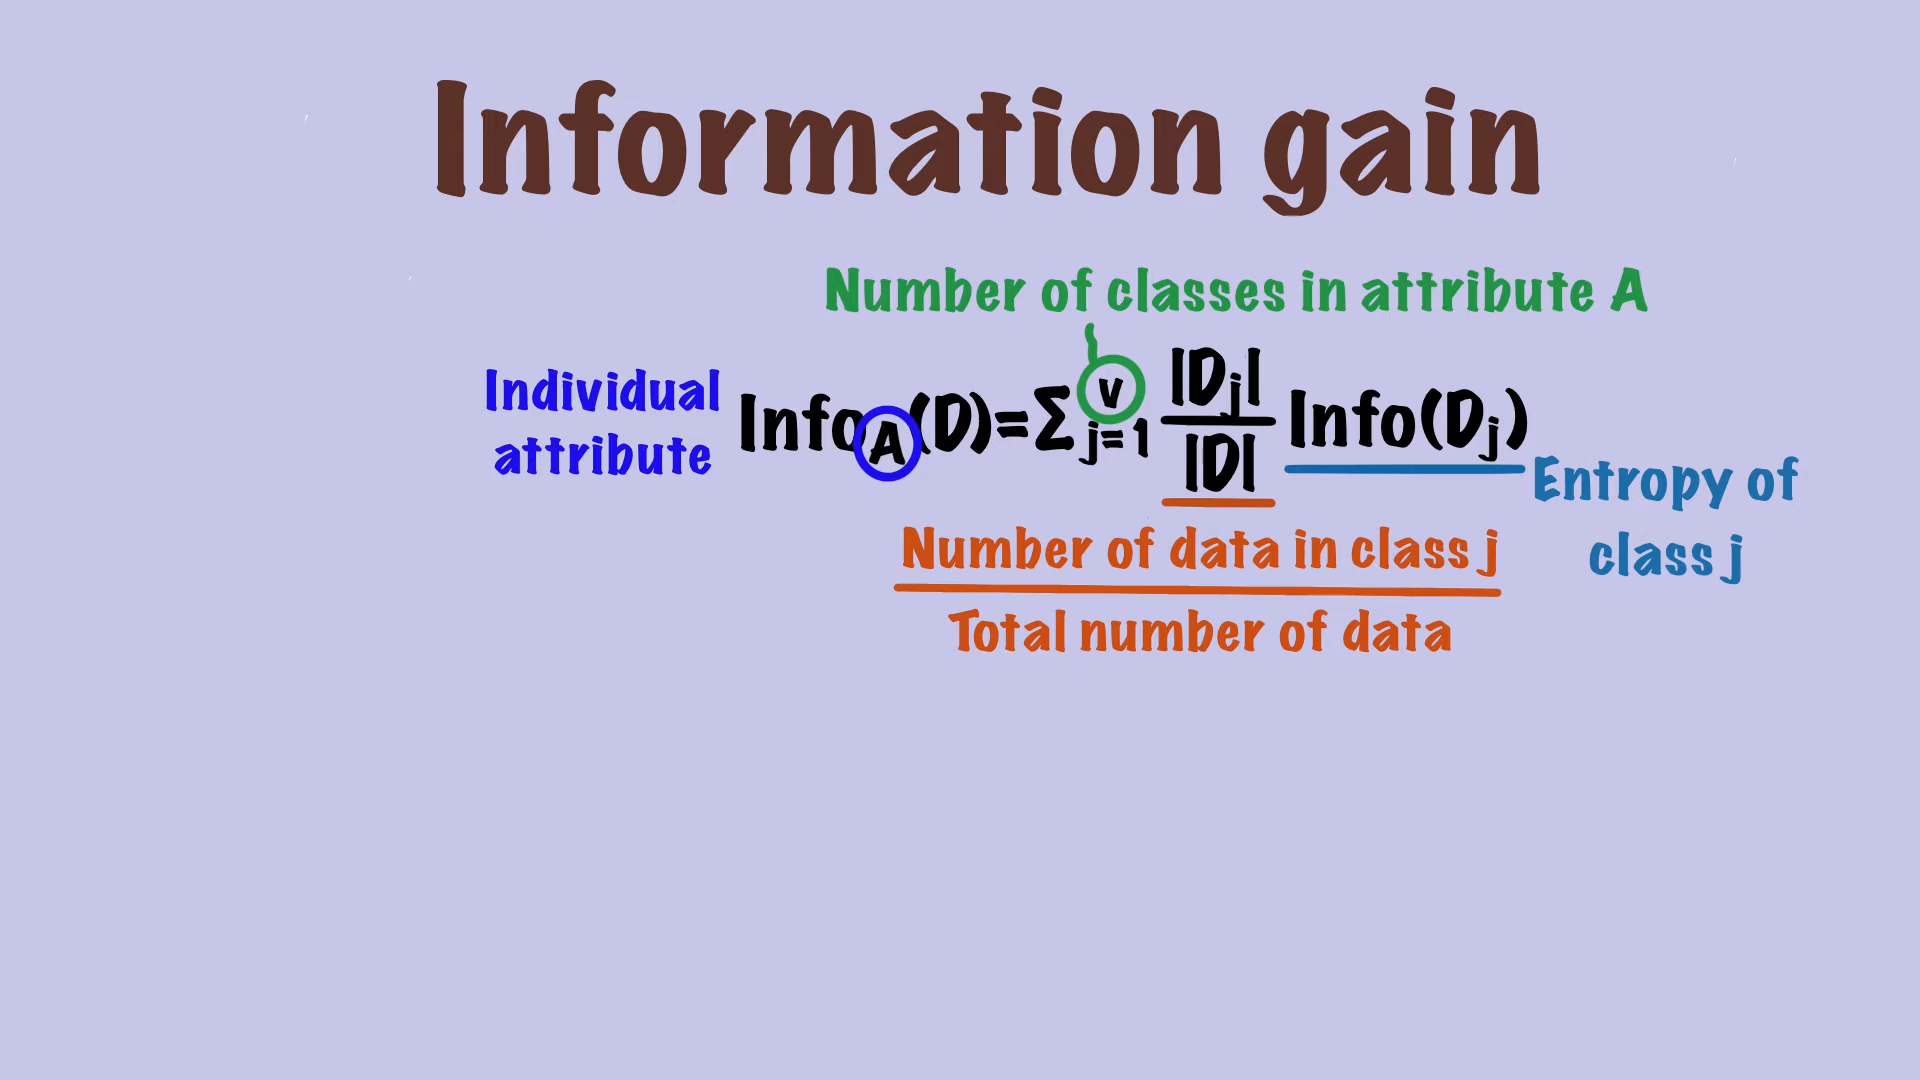 Information gain
Number of classes in attribute A
Individual
attribute
Info_A(D)=Σ_{j=1}^{v} |D_j|/|D| Info(D_j)
Entropy of
class j
Number of data in class j
Total number of data